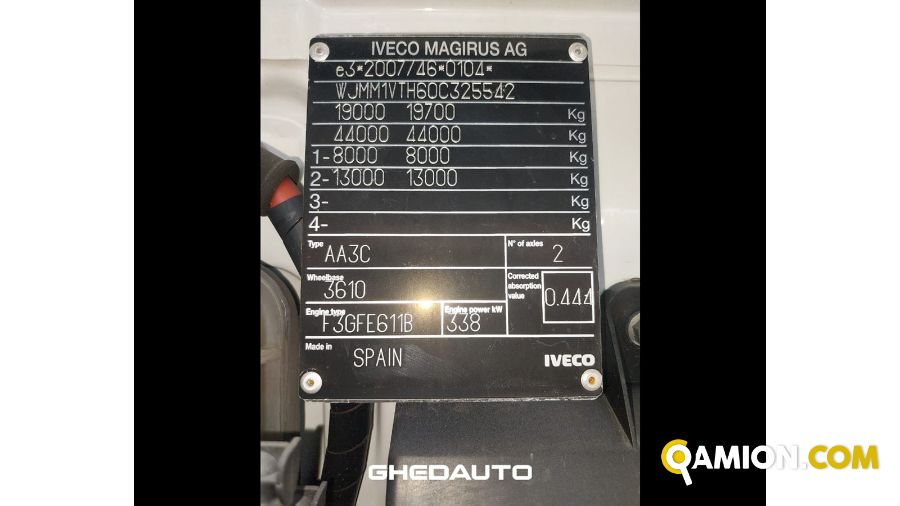 IVECO MAGIRUS AG
e3*2007/46*0104*
WJMM1VTH60C325542
19000 19700 Kg
44000 44000 Kg
1-8000 8000 Kg
2-13000 13000 Kg
3- Kg
4- Kg
Type AA3C
N° of axles 2
Wheelbase 3610
Corrected absorption value 0.444
Engine type F3GFE611B
Engine power kW 338
Made in SPAIN
IVECO
GHEDAUTO
QAMION.COM